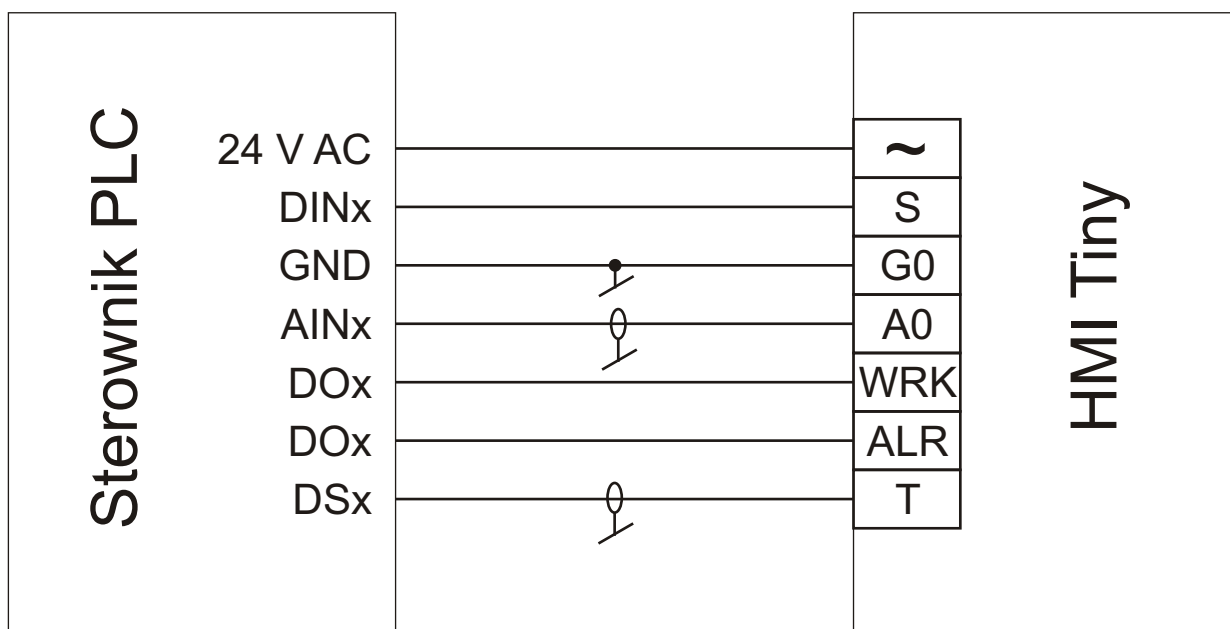 Sterownik PLC
24 V AC
DINx
GND
AINx
DOx
DOx
DSx
~
S
G0
A0
WRK
ALR
T
HMI Tiny